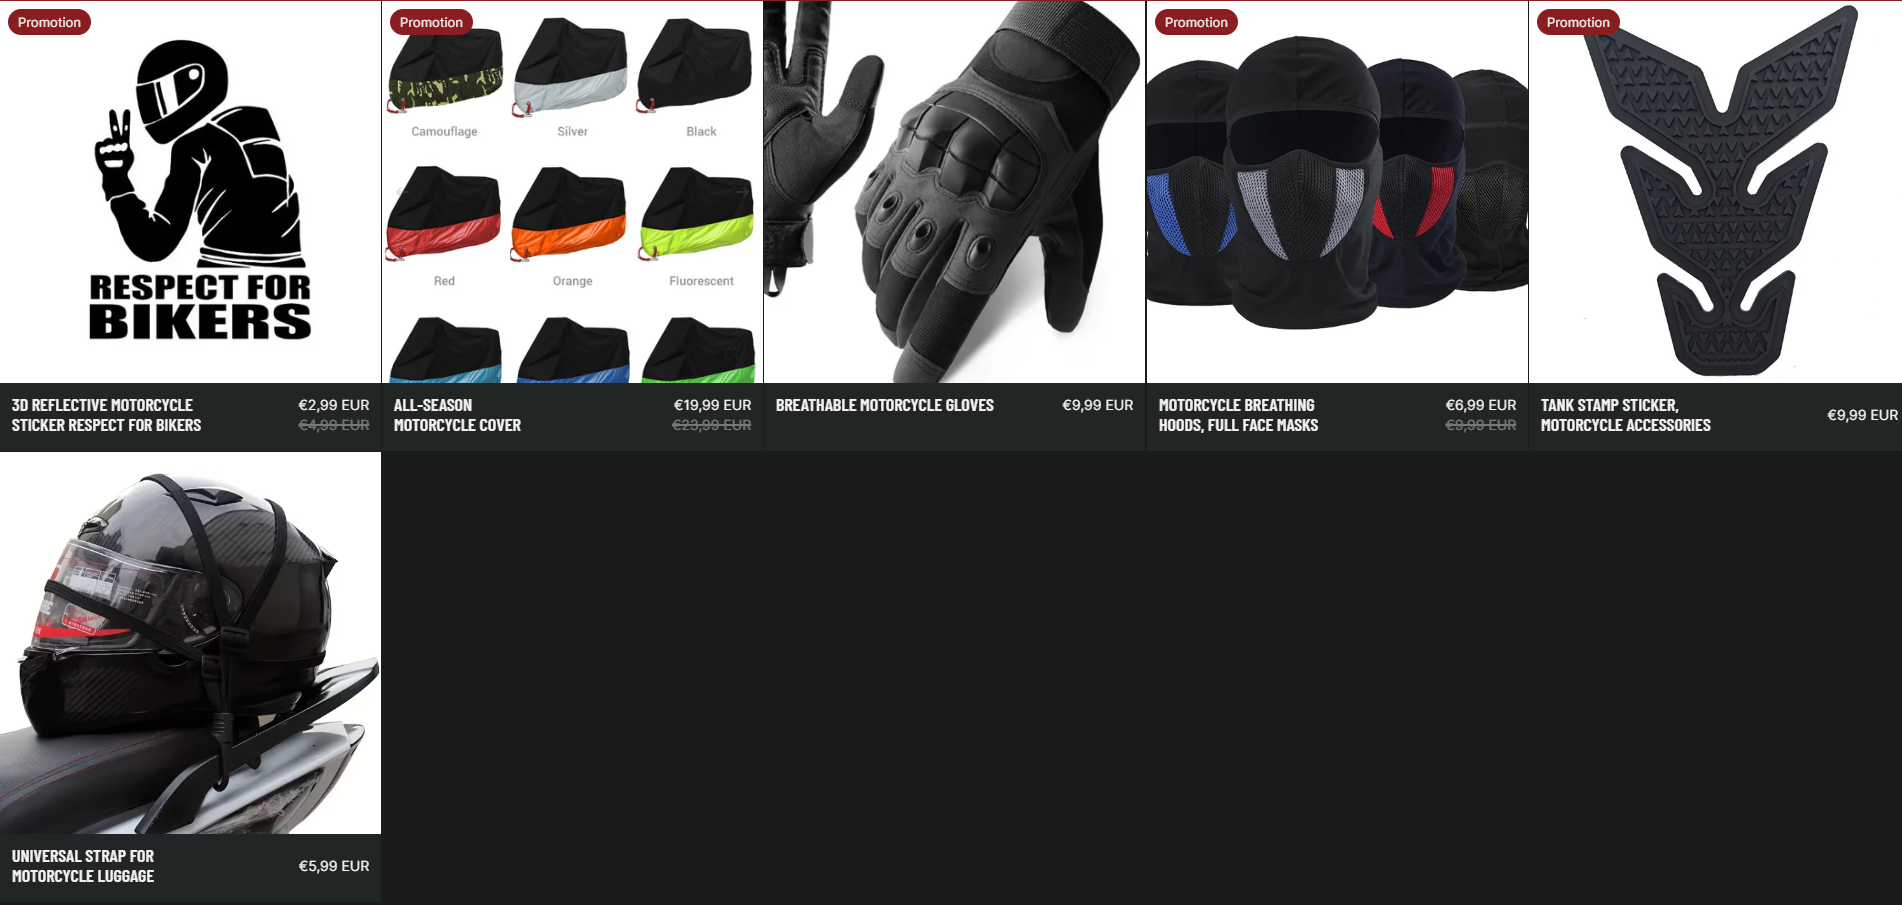 Promotion
RESPECT FOR
BIKERS
3D REFLECTIVE MOTORCYCLE
STICKER RESPECT FOR BIKERS
€2,99 EUR
€4,99 EUR
Promotion
Camouflage
Silver
Black
Red
Orange
Fluorescent
ALL-SEASON
MOTORCYCLE COVER
€19,99 EUR
€23,99 EUR
BREATHABLE MOTORCYCLE GLOVES
€9,99 EUR
Promotion
MOTORCYCLE BREATHING
HOODS, FULL FACE MASKS
€6,99 EUR
€9,99 EUR
Promotion
TANK STAMP STICKER,
MOTORCYCLE ACCESSORIES
€9,99 EUR
UNIVERSAL STRAP FOR
MOTORCYCLE LUGGAGE
€5,99 EUR